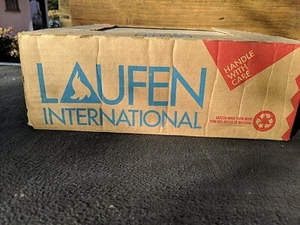 LAUFEN
INTERNATIONAL
HANDLE
WITH
CARE